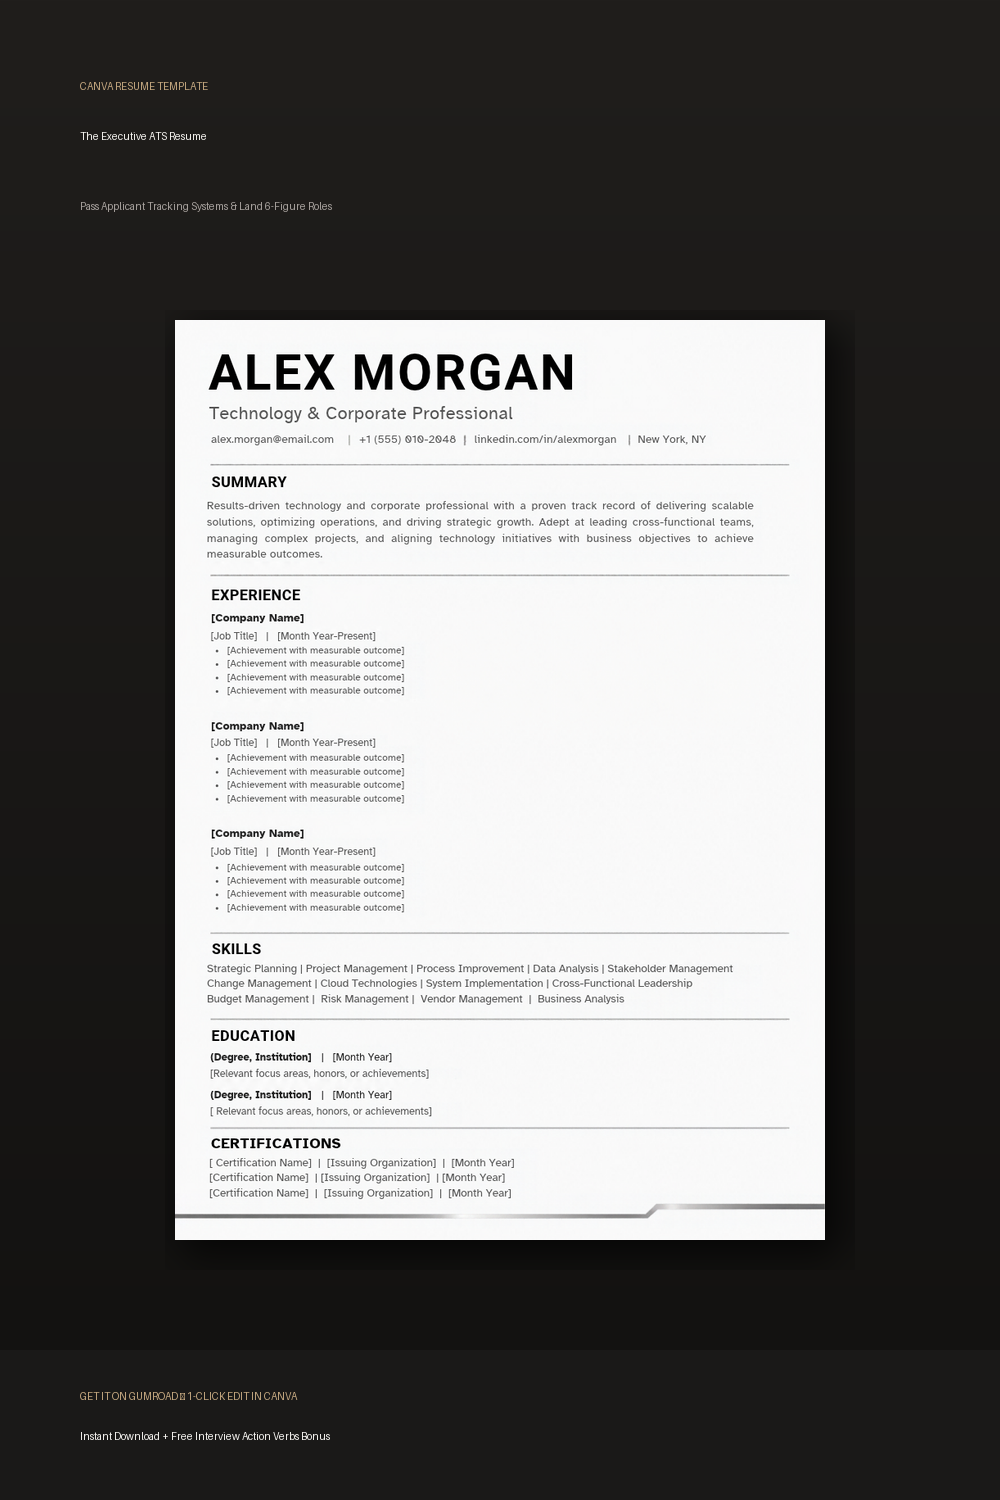 CANVA RESUME TEMPLATE
The Executive ATS Resume
Pass Applicant Tracking Systems & Land 6-Figure Roles
ALEX MORGAN
Technology & Corporate Professional
alex.morgan@email.com | +1 (555) 010-2048 | linkedin.com/in/alexmorgan | New York, NY
SUMMARY
Results-driven technology and corporate professional with a proven track record of delivering scalable
solutions, optimizing operations, and driving strategic growth. Adept at leading cross-functional teams,
managing complex projects, and aligning technology initiatives with business objectives to achieve
measurable outcomes.
EXPERIENCE
[Company Name]
[Job Title] | [Month Year-Present]
• [Achievement with measurable outcome]
• [Achievement with measurable outcome]
• [Achievement with measurable outcome]
• [Achievement with measurable outcome]
[Company Name]
[Job Title] | [Month Year-Present]
• [Achievement with measurable outcome]
• [Achievement with measurable outcome]
• [Achievement with measurable outcome]
• [Achievement with measurable outcome]
[Company Name]
[Job Title] | [Month Year-Present]
• [Achievement with measurable outcome]
• [Achievement with measurable outcome]
• [Achievement with measurable outcome]
• [Achievement with measurable outcome]
SKILLS
Strategic Planning | Project Management | Process Improvement | Data Analysis | Stakeholder Management
Change Management | Cloud Technologies | System Implementation | Cross-Functional Leadership
Budget Management | Risk Management | Vendor Management | Business Analysis
EDUCATION
(Degree, Institution] | [Month Year]
[Relevant focus areas, honors, or achievements]
(Degree, Institution] | [Month Year]
[ Relevant focus areas, honors, or achievements]
CERTIFICATIONS
[ Certification Name] | [Issuing Organization] | [Month Year]
[Certification Name] | [Issuing Organization] | [Month Year]
[Certification Name] | [Issuing Organization] | [Month Year]
GET IT ON GUMROAD 1-CLICK EDIT IN CANVA
Instant Download + Free Interview Action Verbs Bonus